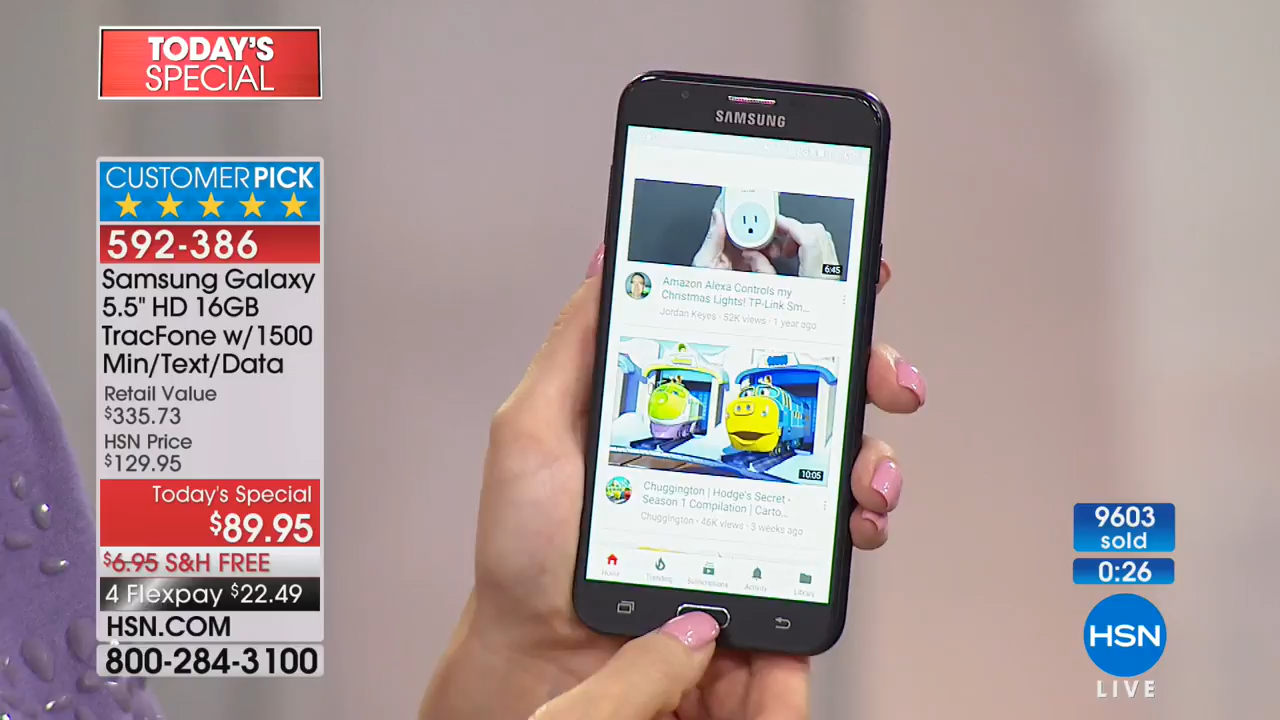 TODAY'S
SPECIAL
CUSTOMER PICK
592-386
Samsung Galaxy
5.5" HD 16GB
TracFone w/1500
Min/Text/Data
Retail Value
$335.73
HSN Price
$129.95
Today's Special
$89.95
$6.95 S&H FREE
4 Flexpay $22.49
HSN.COM
800-284-3100
SAMSUNG
6:45
Amazon Alexa Controls my
Christmas Lights! TP-Link Sm...
Jordan Keyes · 52K views · 1 year ago
10:05
Chuggington | Hodge's Secret -
Season 1 Compilation | Carto...
Chuggington · 46K views · 3 weeks ago
Home
Trending
Subscriptions
Activity
Library
9603
sold
0:26
HSN
LIVE